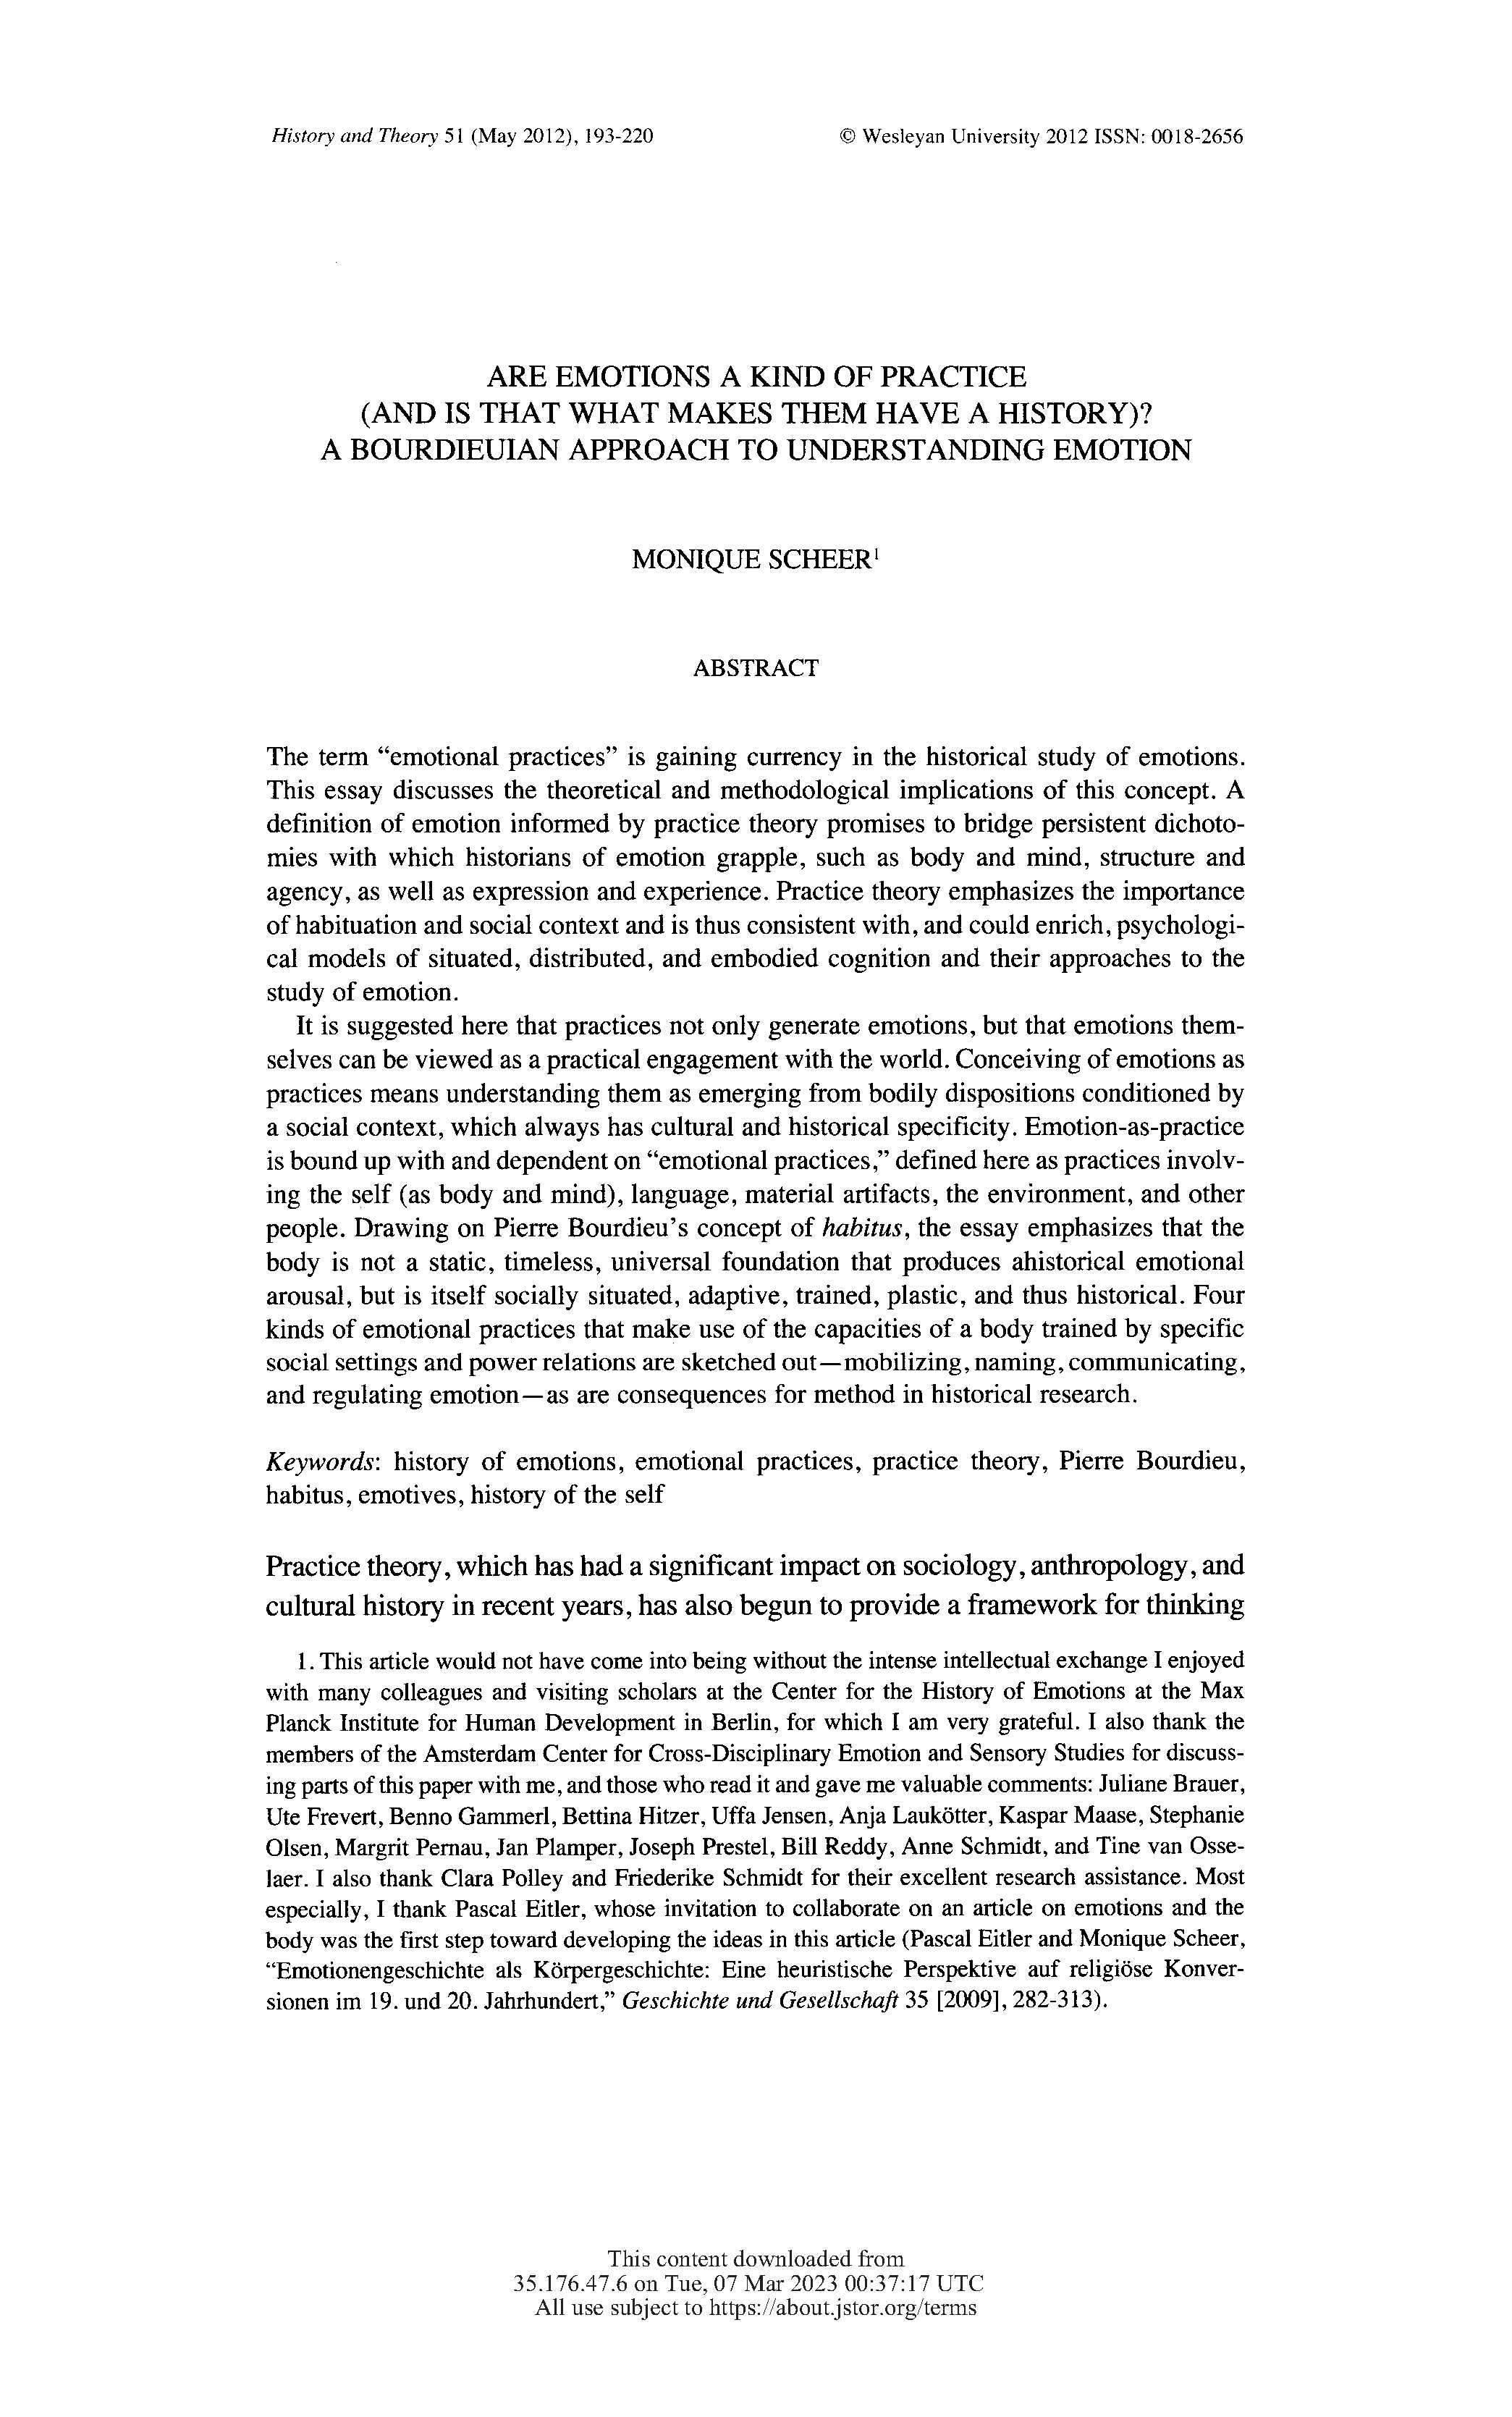 History and Theory 51 (May 2012), 193-220
© Wesleyan University 2012 ISSN: 0018-2656
ARE EMOTIONS A KIND OF PRACTICE
(AND IS THAT WHAT MAKES THEM HAVE A HISTORY)?
A BOURDIEUIAN APPROACH TO UNDERSTANDING EMOTION
MONIQUE SCHEER¹
ABSTRACT
The term “emotional practices” is gaining currency in the historical study of emotions.
This essay discusses the theoretical and methodological implications of this concept. A
definition of emotion informed by practice theory promises to bridge persistent dichoto-
mies with which historians of emotion grapple, such as body and mind, structure and
agency, as well as expression and experience. Practice theory emphasizes the importance
of habituation and social context and is thus consistent with, and could enrich, psychologi-
cal models of situated, distributed, and embodied cognition and their approaches to the
study of emotion.
It is suggested here that practices not only generate emotions, but that emotions them-
selves can be viewed as a practical engagement with the world. Conceiving of emotions as
practices means understanding them as emerging from bodily dispositions conditioned by
a social context, which always has cultural and historical specificity. Emotion-as-practice
is bound up with and dependent on “emotional practices,” defined here as practices involv-
ing the self (as body and mind), language, material artifacts, the environment, and other
people. Drawing on Pierre Bourdieu’s concept of habitus, the essay emphasizes that the
body is not a static, timeless, universal foundation that produces ahistorical emotional
arousal, but is itself socially situated, adaptive, trained, plastic, and thus historical. Four
kinds of emotional practices that make use of the capacities of a body trained by specific
social settings and power relations are sketched out—mobilizing, naming, communicating,
and regulating emotion—as are consequences for method in historical research.
Keywords: history of emotions, emotional practices, practice theory, Pierre Bourdieu,
habitus, emotives, history of the self
Practice theory, which has had a significant impact on sociology, anthropology, and
cultural history in recent years, has also begun to provide a framework for thinking
1. This article would not have come into being without the intense intellectual exchange I enjoyed
with many colleagues and visiting scholars at the Center for the History of Emotions at the Max
Planck Institute for Human Development in Berlin, for which I am very grateful. I also thank the
members of the Amsterdam Center for Cross-Disciplinary Emotion and Sensory Studies for discuss-
ing parts of this paper with me, and those who read it and gave me valuable comments: Juliane Brauer,
Ute Frevert, Benno Gammerl, Bettina Hitzer, Uffa Jensen, Anja Laukötter, Kaspar Maase, Stephanie
Olsen, Margrit Pernau, Jan Plamper, Joseph Prestel, Bill Reddy, Anne Schmidt, and Tine van Osse-
laer. I also thank Clara Polley and Friederike Schmidt for their excellent research assistance. Most
especially, I thank Pascal Eitler, whose invitation to collaborate on an article on emotions and the
body was the first step toward developing the ideas in this article (Pascal Eitler and Monique Scheer,
“Emotionengeschichte als Körpergeschichte: Eine heuristische Perspektive auf religiöse Konver-
sionen im 19. und 20. Jahrhundert,” Geschichte und Gesellschaft 35 [2009], 282-313).
This content downloaded from
35.176.47.6 on Tue, 07 Mar 2023 00:37:17 UTC
All use subject to https://about.jstor.org/terms